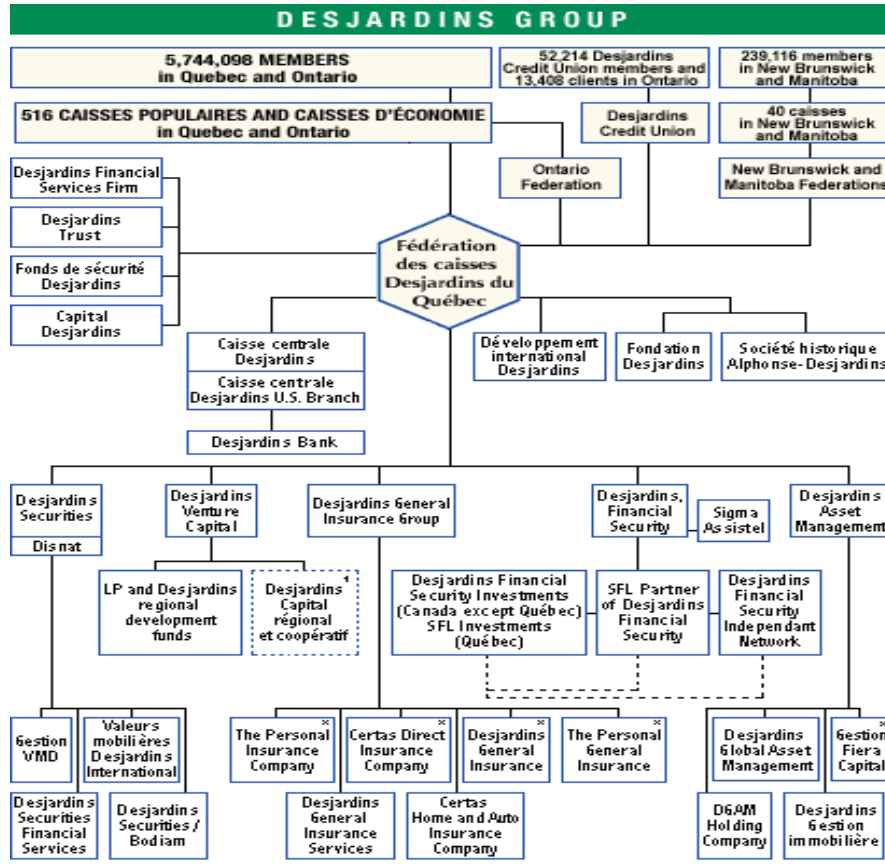 DESJARDINS GROUP
5,744,098 MEMBERS
in Quebec and Ontario
52,214 Desjardins
Credit Union members and
13,408 clients in Ontario
239,116 members
in New Brunswick
and Manitoba
516 CAISSES POPULAIRES AND CAISSES D'ÉCONOMIE
in Quebec and Ontario
Desjardins
Credit Union
40 caisses
in New Brunswick
and Manitoba
Ontario
Federation
New Brunswick and
Manitoba Federations
Desjardins Financial
Services Firm
Desjardins
Trust
Fonds de sécurité
Desjardins
Capital
Desjardins
Fédération
des caisses
Desjardins du
Québec
Caisse centrale
Desjardins
Caisse centrale
Desjardins U.S. Branch
Desjardins Bank
Développement
international
Desjardins
Fondation
Desjardins
Société historique
Alphonse-Desjardins
Desjardins
Securities
Disnat
Desjardins
Venture
Capital
Desjardins General
Insurance Group
Desjardins,
Financial
Security
Sigma
Assistel
Desjardins
Asset
Management
LP and Desjardins
regional
development
funds
Desjardins 1
Capital
régional
et coopératif
Desjardins Financial
Security Investments
(Canada except Québec)
SFL Investments
(Québec)
SFL Partner
of Desjardins
Financial
Security
Desjardins
Financial
Security
Independant
Network
Gestion
VMD
Valeurs
mobilières
Desjardins
International
The Personal *
Insurance
Company
Certas Direct *
Insurance
Company
Desjardins *
General
Insurance
The Personal *
General
Insurance
Desjardins
Global Asset
Management
Gestion *
Fiera
Capital
Desjardins
Securities
Financial
Services
Desjardins
Securities /
Bodiam
Desjardins
General
Insurance
Services
Certas
Home and Auto
Insurance
Company
DGAM
Holding
Company
Desjardins
Gestion
immobilière